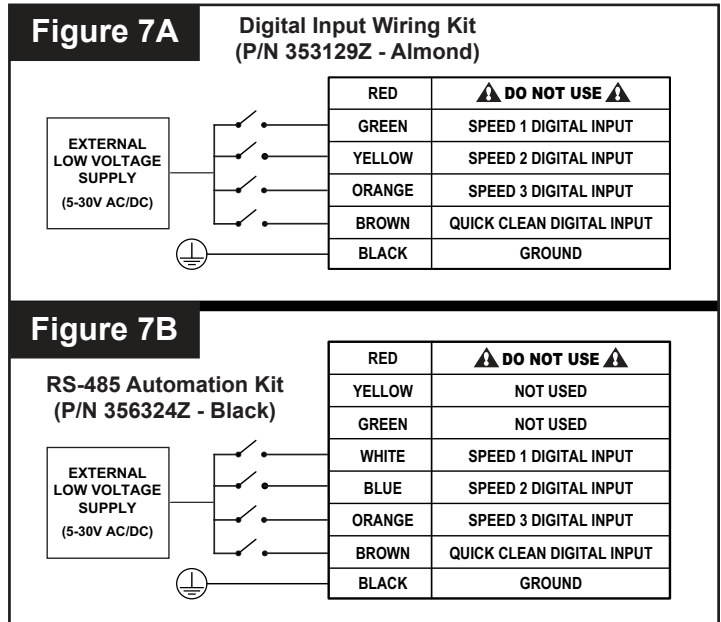 Figure 7A
Digital Input Wiring Kit
(P/N 353129Z - Almond)
EXTERNAL
LOW VOLTAGE
SUPPLY
(5-30V AC/DC)
RED DO NOT USE
GREEN SPEED 1 DIGITAL INPUT
YELLOW SPEED 2 DIGITAL INPUT
ORANGE SPEED 3 DIGITAL INPUT
BROWN QUICK CLEAN DIGITAL INPUT
BLACK GROUND
Figure 7B
RS-485 Automation Kit
(P/N 356324Z - Black)
EXTERNAL
LOW VOLTAGE
SUPPLY
(5-30V AC/DC)
RED DO NOT USE
YELLOW NOT USED
GREEN NOT USED
WHITE SPEED 1 DIGITAL INPUT
BLUE SPEED 2 DIGITAL INPUT
ORANGE SPEED 3 DIGITAL INPUT
BROWN QUICK CLEAN DIGITAL INPUT
BLACK GROUND